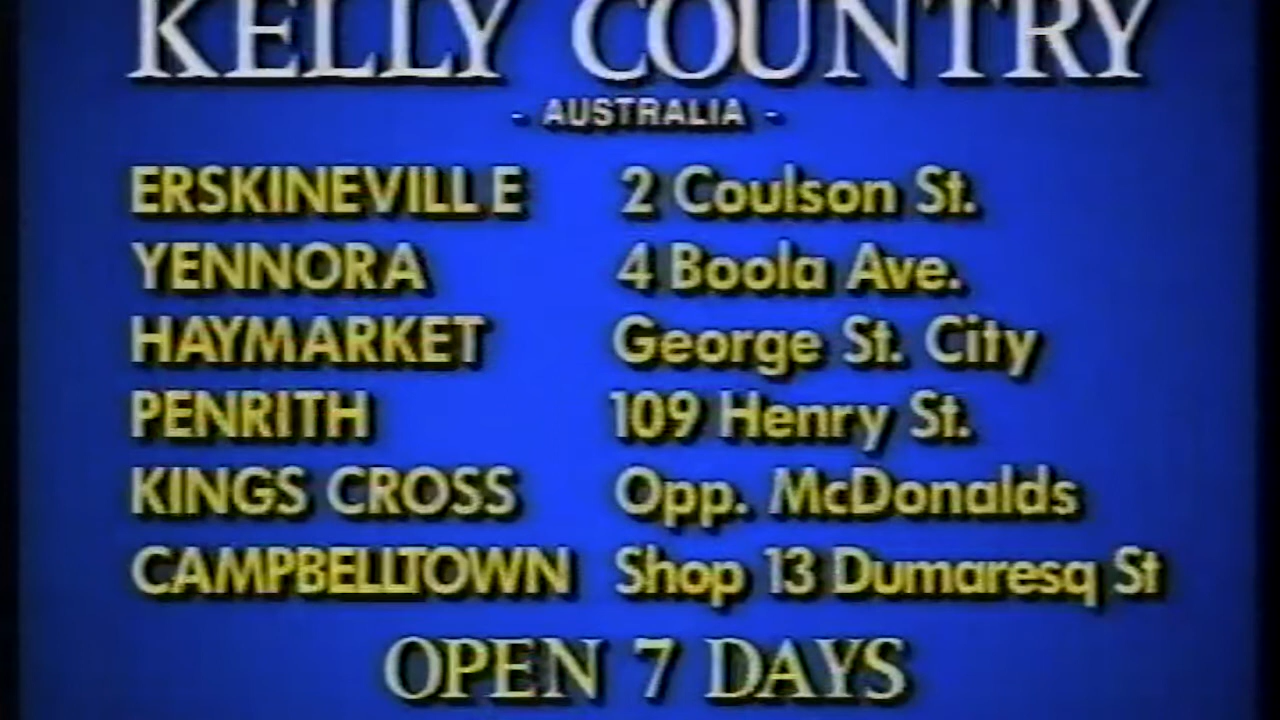 KELLY COUNTRY
- AUSTRALIA -
ERSKINEVILLE 2 Coulson St.
YENNORA 4 Boola Ave.
HAYMARKET George St. City
PENRITH 109 Henry St.
KINGS CROSS Opp. McDonalds
CAMPBELLTOWN Shop 13 Dumaresq St
OPEN 7 DAYS